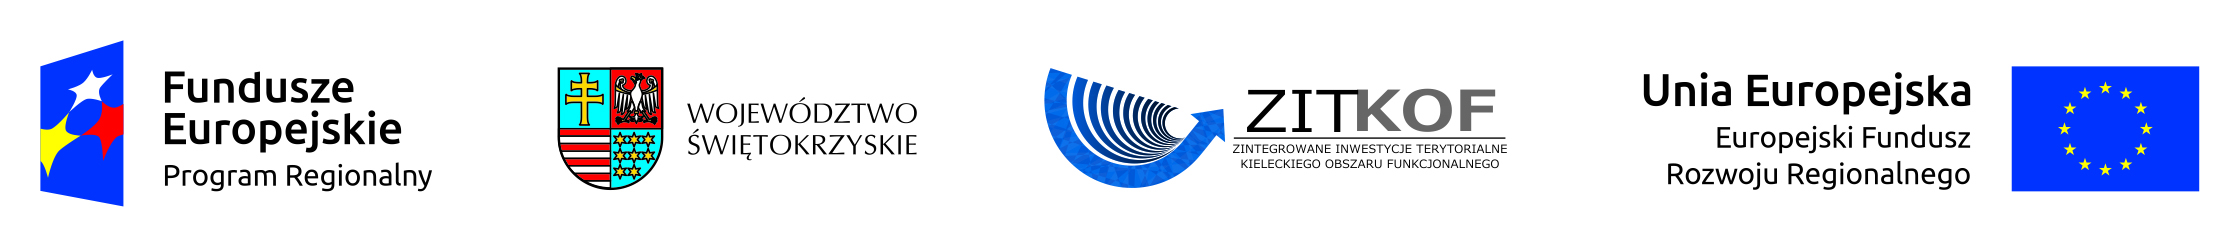 Fundusze
Europejskie
Program Regionalny
WOJEWÓDZTWO
ŚWIĘTOKRZYSKIE
ZITKOF
ZINTEGROWANE INWESTYCJE TERYTORIALNE
KIELECKIEGO OBSZARU FUNKCJONALNEGO
Unia Europejska
Europejski Fundusz
Rozwoju Regionalnego